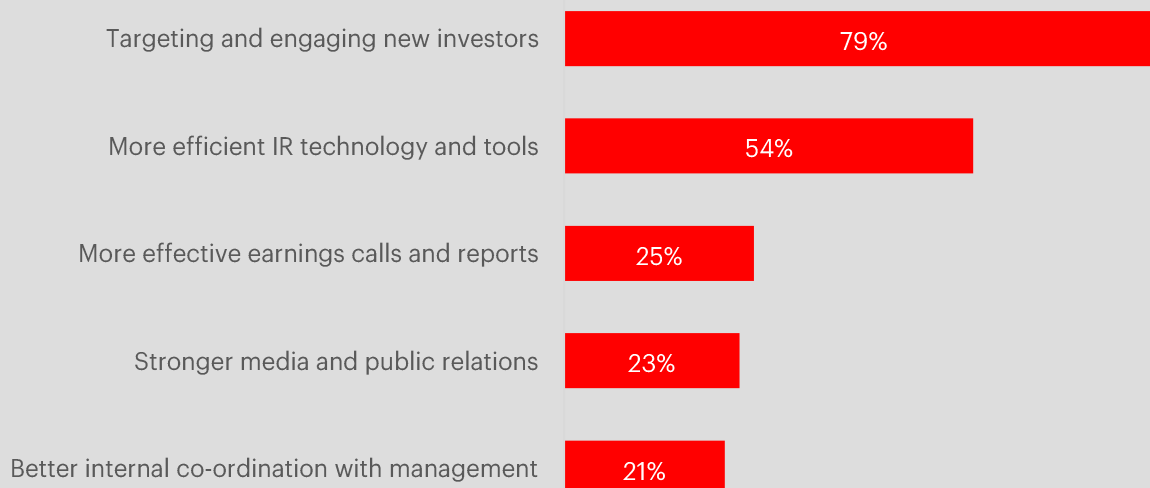 Targeting and engaging new investors 79%
More efficient IR technology and tools 54%
More effective earnings calls and reports 25%
Stronger media and public relations 23%
Better internal co-ordination with management 21%